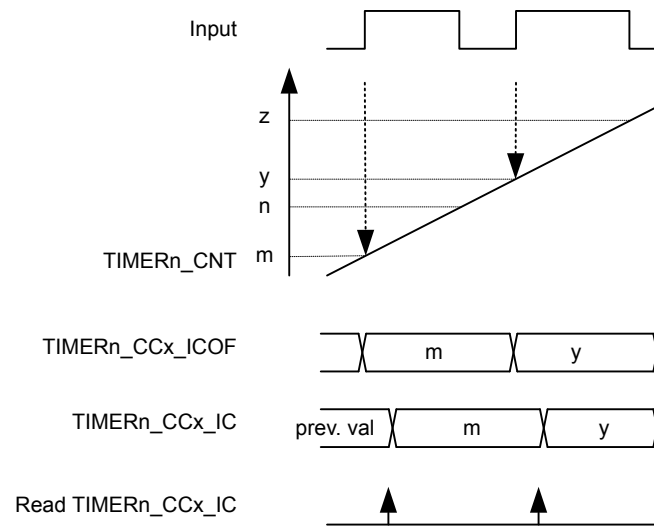 Input
z
y
n
m
TIMERn_CNT
TIMERn_CCx_ICOF
m
y
TIMERn_CCx_IC
prev. val
m
y
Read TIMERn_CCx_IC